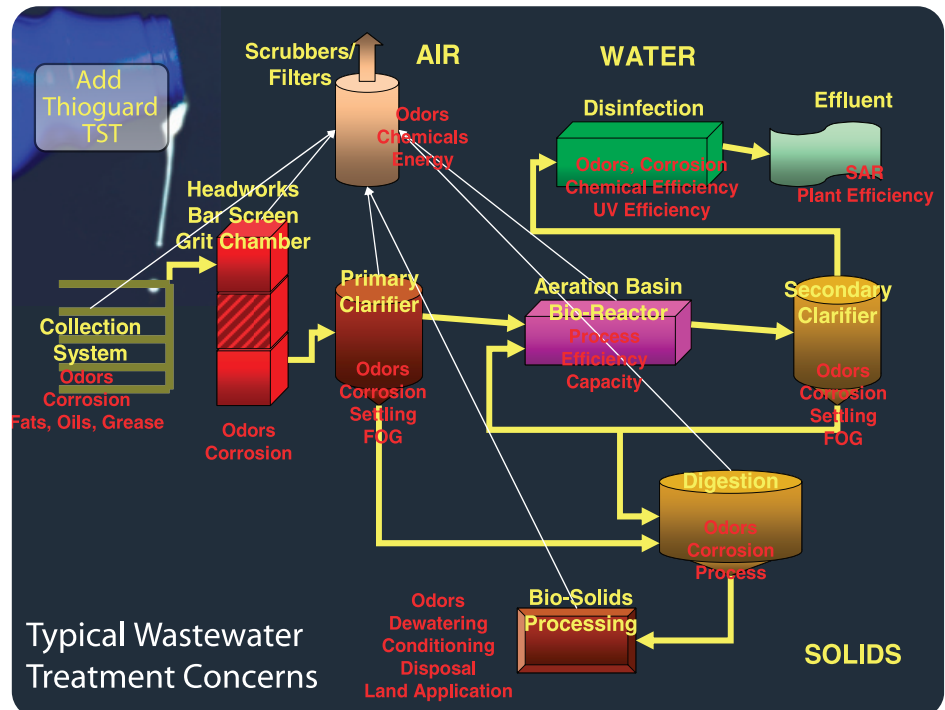 Add
Thioguard
TST
Scrubbers/
Filters
AIR
WATER
Odors
Chemicals
Energy
Disinfection
Odors, Corrosion
Chemical Efficiency
UV Efficiency
Effluent
SAR
Plant Efficiency
Headworks
Bar Screen
Grit Chamber
Odors
Corrosion
Collection
System
Odors
Corrosion
Fats, Oils, Grease
Primary
Clarifier
Odors
Corrosion
Settling
FOG
Aeration Basin
Bio-Reactor
Process
Efficiency
Capacity
Secondary
Clarifier
Odors
Corrosion
Settling
FOG
Digestion
Odors
Corrosion
Process
Bio-Solids
Processing
Odors
Dewatering
Conditioning
Disposal
Land Application
SOLIDS
Typical Wastewater
Treatment Concerns